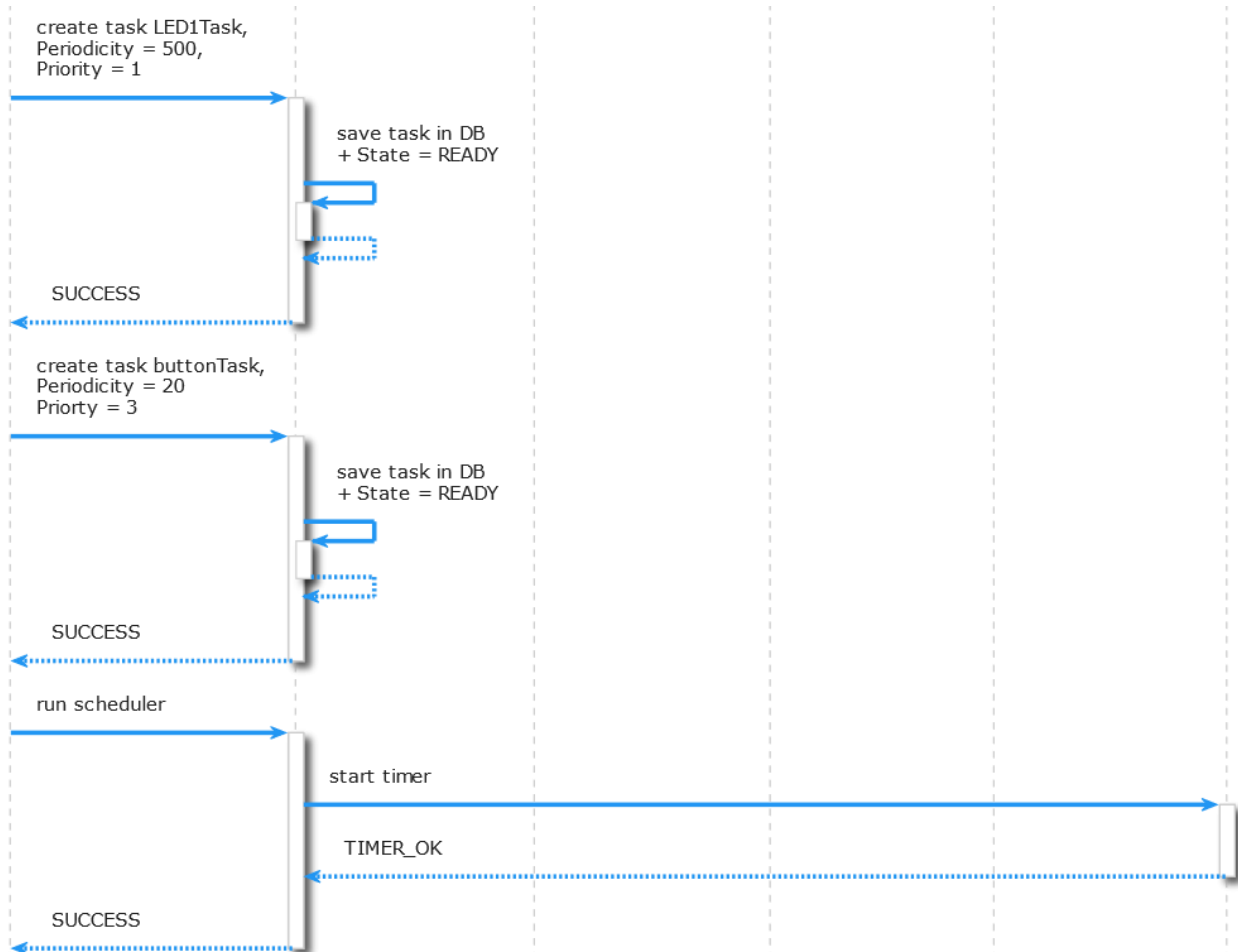 create task LED1Task,
Periodicity = 500,
Priority = 1
save task in DB
+ State = READY
SUCCESS
create task buttonTask,
Periodicity = 20
Priorty = 3
save task in DB
+ State = READY
SUCCESS
run scheduler
start timer
TIMER_OK
SUCCESS